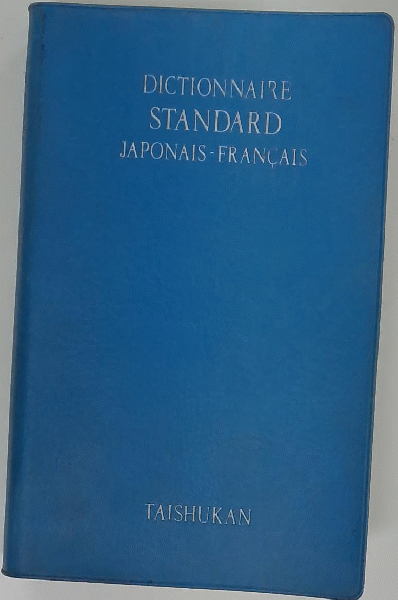 DICTIONNAIRE
STANDARD
JAPONAIS-FRANÇAIS
TAISHUKAN